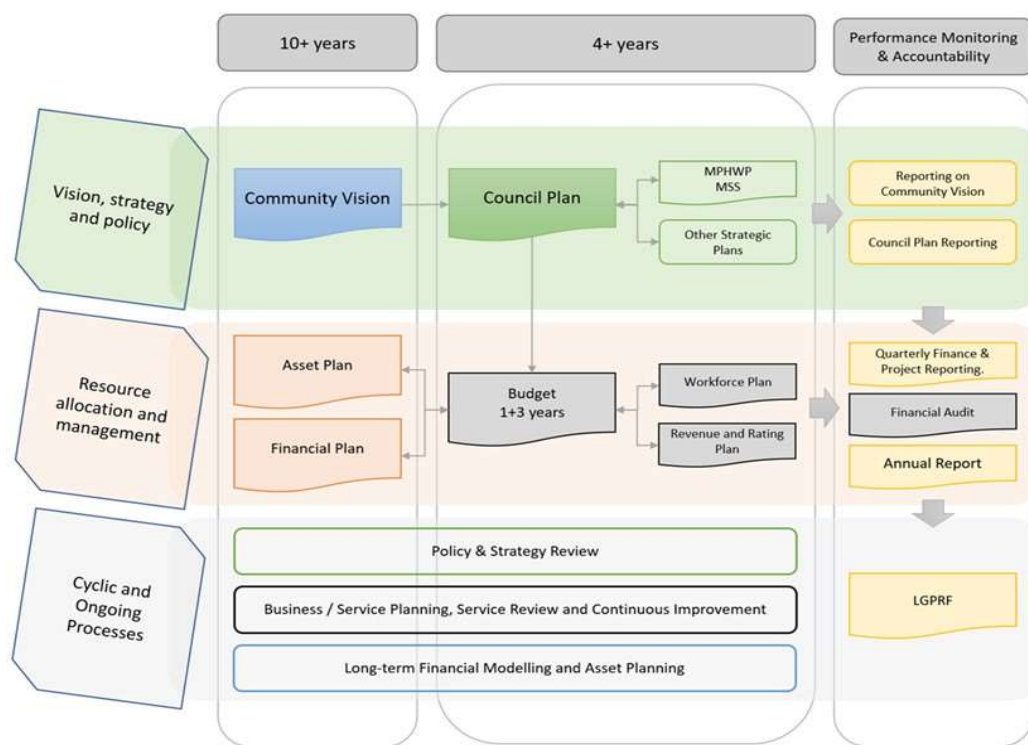 10+ years
4+ years
Performance Monitoring
& Accountability
Vision, strategy
and policy
Community Vision
Council Plan
MPHWP
MSS
Other Strategic
Plans
Reporting on
Community Vision
Council Plan Reporting
Resource
allocation and
management
Asset Plan
Financial Plan
Budget
1+3 years
Workforce Plan
Revenue and Rating
Plan
Quarterly Finance &
Project Reporting.
Financial Audit
Annual Report
Cyclic and
Ongoing
Processes
Policy & Strategy Review
Business / Service Planning, Service Review and Continuous Improvement
Long-term Financial Modelling and Asset Planning
LGPRF